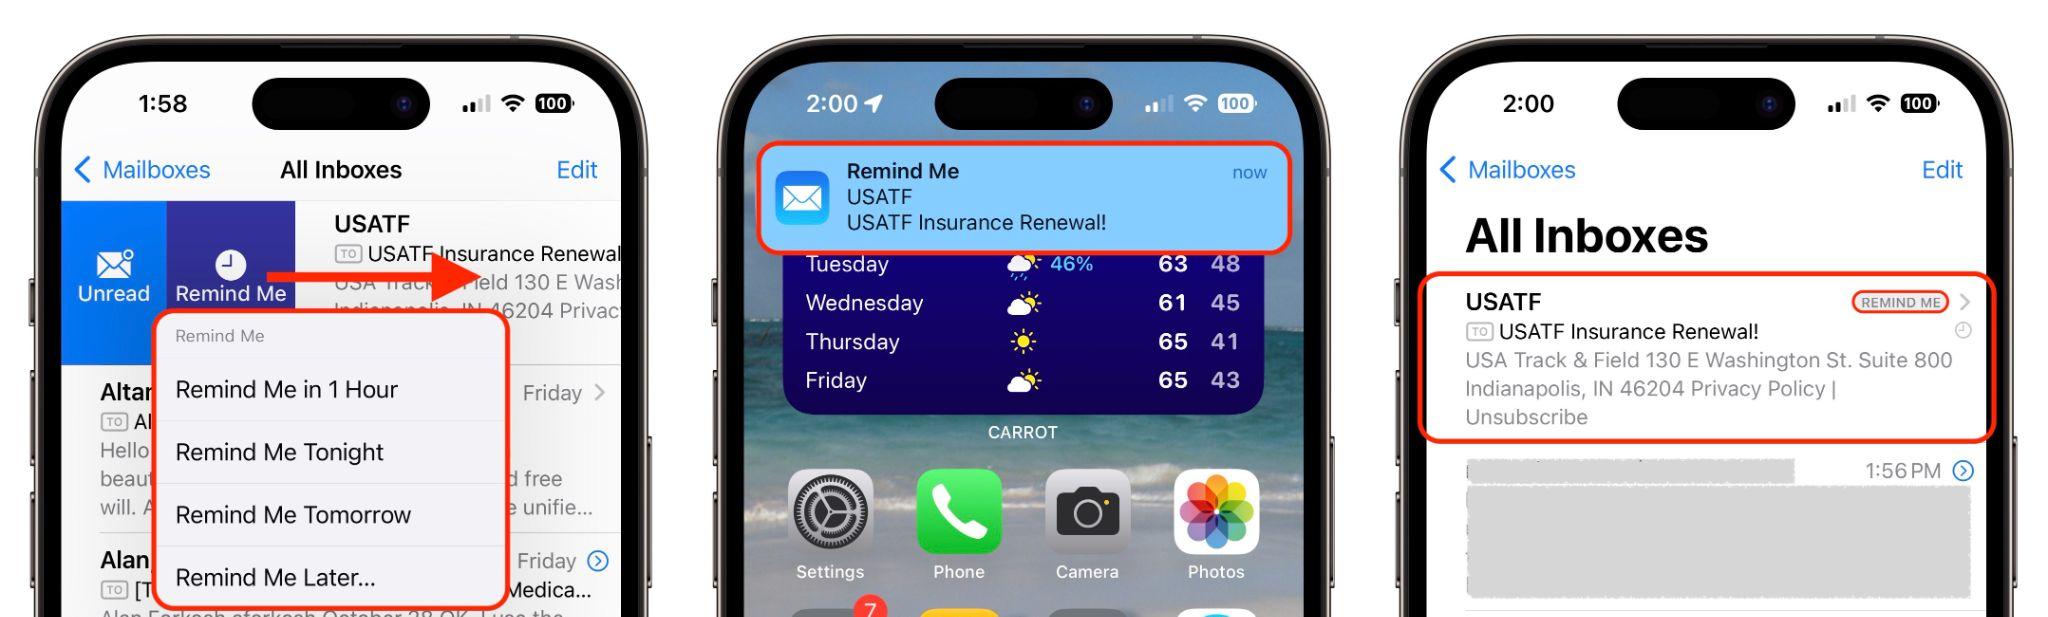 1:58
100
Mailboxes
All Inboxes
Edit
Unread
Remind Me
USATF
TO USATF Insurance Renewal
USA Track Field 130 E Wash
Indianapolis, IN 46204 Privac
Remind Me
Remind Me in 1 Hour
Remind Me Tonight
Remind Me Tomorrow
Remind Me Later...
Altar
Friday
TO Al
Hello
beaut
d free
will. A
e unifie...
Alan
Friday
TO [T
Medica...
2:00
100
Remind Me
now
USATF
USATF Insurance Renewal!
Tuesday 46% 63 48
Wednesday 61 45
Thursday 65 41
Friday 65 43
CARROT
Settings
Phone
Camera
Photos
7
2:00
100
Mailboxes
Edit
All Inboxes
USATF
REMIND ME
TO USATF Insurance Renewal!
USA Track & Field 130 E Washington St. Suite 800
Indianapolis, IN 46204 Privacy Policy |
Unsubscribe
1:56 PM